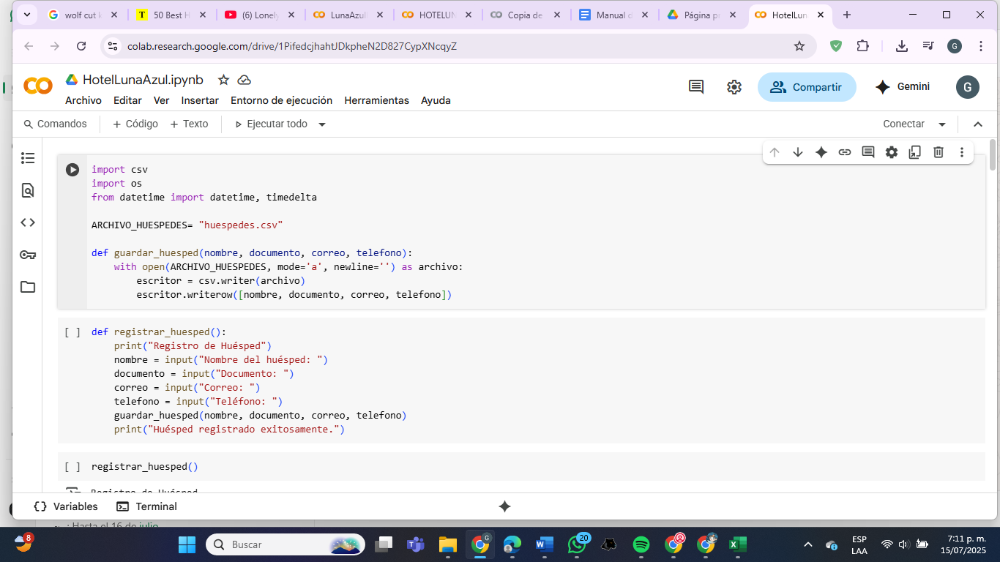 wolf cut k
50 Best H
(6) Lonely
LunaAzul
HOTELUN
Copia de
Manual d
Página pr
HotelLun
colab.research.google.com/drive/1PifedcjhahtJDkpheN2D827CypXNcqyZ
G
HotelLunaAzul.ipynb
Archivo Editar Ver Insertar Entorno de ejecución Herramientas Ayuda
Compartir
Gemini
G
Comandos + Código + Texto Ejecutar todo
Conectar
import csv
import os
from datetime import datetime, timedelta
ARCHIVO_HUESPEDES= "huespedes.csv"
def guardar_huesped(nombre, documento, correo, telefono):
with open(ARCHIVO_HUESPEDES, mode='a', newline='') as archivo:
escritor = csv.writer(archivo)
escritor.writerow([nombre, documento, correo, telefono])
[ ] def registrar_huesped():
print("Registro de Huésped")
nombre = input("Nombre del huésped: ")
documento = input("Documento: ")
correo = input("Correo: ")
telefono = input("Teléfono: ")
guardar_huesped(nombre, documento, correo, telefono)
print("Huésped registrado exitosamente.")
[ ] registrar_huesped()
Registro de Huésped
{} Variables Terminal
: Hasta el 16 de julio
8
Buscar
G
20
ESP
LAA
7:11 p. m.
15/07/2025